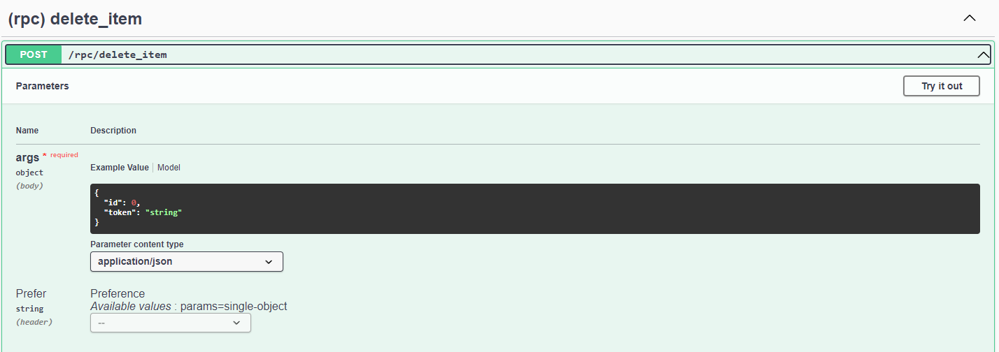 (rpc) delete_item
POST /rpc/delete_item
Parameters
Try it out
Name Description
args * required
object
(body)
Example Value Model
{
"id": 0,
"token": "string"
}
Parameter content type
application/json
Prefer
string
(header)
Preference
Available values : params=single-object
--